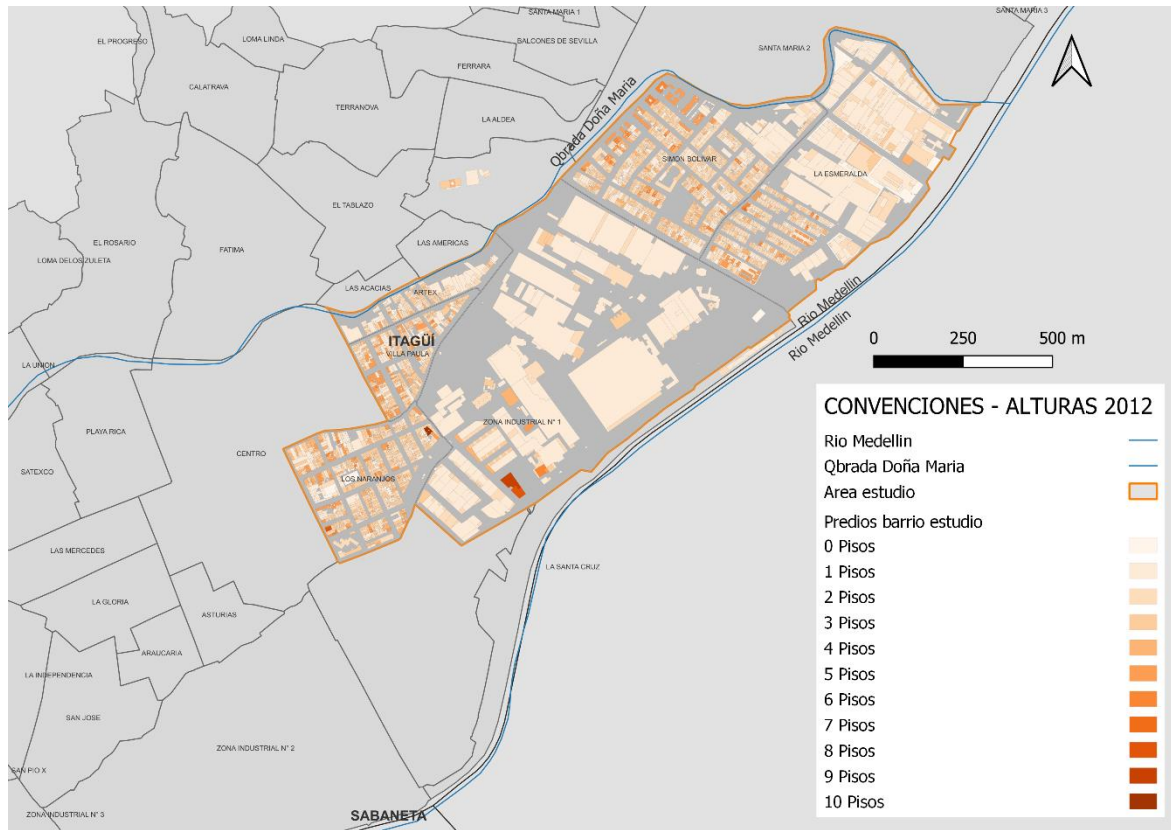 SANTA MARIA 1
SANTA MARIA 3
EL PROGRESO
LOMA LINDA
BALCONES DE SEVILLA
SANTA MARIA 2
FERRARA
CALATRAVA
TERRANOVA
LA ALDEA
Qbrada Doña Maria
SIMON BOLIVAR
LA ESMERALDA
EL TABLAZO
EL ROSARIO
FATIMA
LAS AMERICAS
LOMA DELOS ZULETA
LAS ACACIAS
ARTEX
Rio Medellin
Rio Medellin
ITAGÜÍ
VILLA PAULA
0 250 500 m
LA UNION
PLAYA RICA
ZONA INDUSTRIAL N° 1
CENTRO
SATEXCO
LOS NARANJOS
LAS MERCEDES
LA SANTA CRUZ
LA GLORIA
ASTURIAS
ARAUCARIA
LA INDEPENDENCIA
SAN JOSE
ZONA INDUSTRIAL N° 2
SAN PIO X
ZONA INDUSTRIAL N° 3
SABANETA
CONVENCIONES - ALTURAS 2012
Rio Medellin
Qbrada Doña Maria
Area estudio
Predios barrio estudio
0 Pisos
1 Pisos
2 Pisos
3 Pisos
4 Pisos
5 Pisos
6 Pisos
7 Pisos
8 Pisos
9 Pisos
10 Pisos